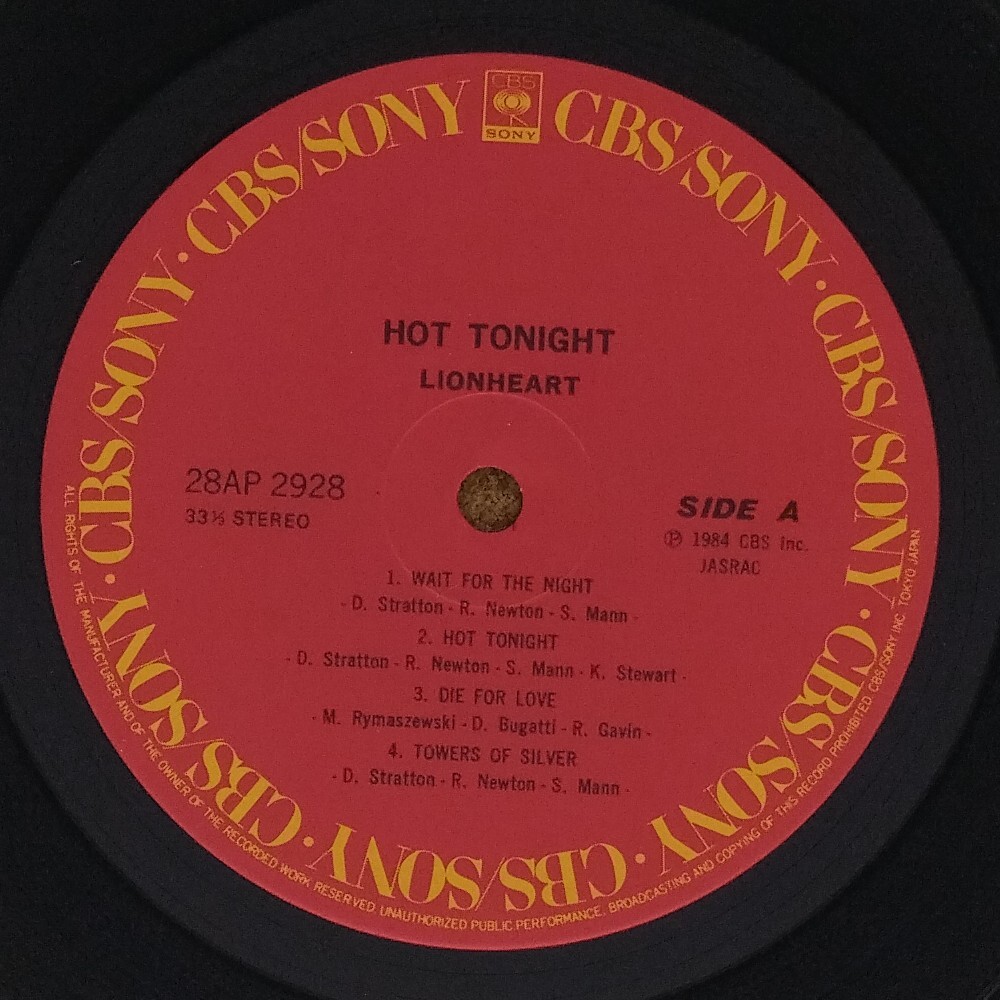 CBS
SONY
CBS/SONY · CBS/SONY · CBS/SONY · CBS/SONY · CBS/SONY · CBS/SONY · CBS/SONY · CBS/SONY
HOT TONIGHT
LIONHEART
28AP 2928
33⅓ STEREO
SIDE A
Ⓟ 1984 CBS Inc.
JASRAC
1. WAIT FOR THE NIGHT
- D. Stratton - R. Newton - S. Mann -
2. HOT TONIGHT
- D. Stratton - R. Newton - S. Mann - K. Stewart -
3. DIE FOR LOVE
- M. Rymaszewski - D. Bugatti - R. Gavin -
4. TOWERS OF SILVER
- D. Stratton - R. Newton - S. Mann -
ALL RIGHTS OF THE MANUFACTURER AND OF THE OWNER OF THE RECORDED WORK RESERVED. UNAUTHORIZED PUBLIC PERFORMANCE, BROADCASTING AND COPYING OF THIS RECORD PROHIBITED CBS/SONY INC. TOKYO JAPAN